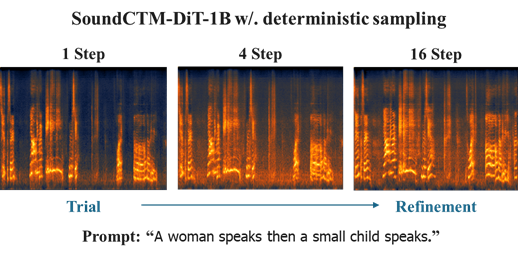 SoundCTM-DiT-1B w/. deterministic sampling
1 Step
4 Step
16 Step
Trial
Refinement
Prompt: “A woman speaks then a small child speaks.”